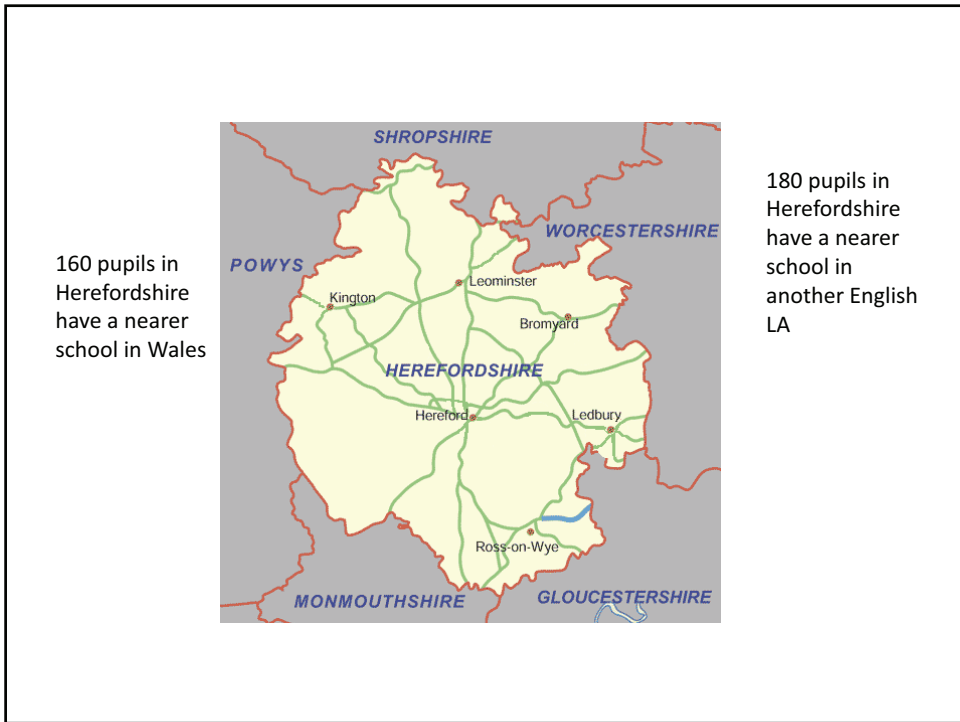 SHROPSHIRE
180 pupils in
Herefordshire
have a nearer
school in
another English
LA
WORCESTERSHIRE
160 pupils in
Herefordshire
have a nearer
school in Wales
POWYS
Leominster
Kington
Bromyard
HEREFORDSHIRE
Hereford
Ledbury
Ross-on-Wye
MONMOUTHSHIRE
GLOUCESTERSHIRE